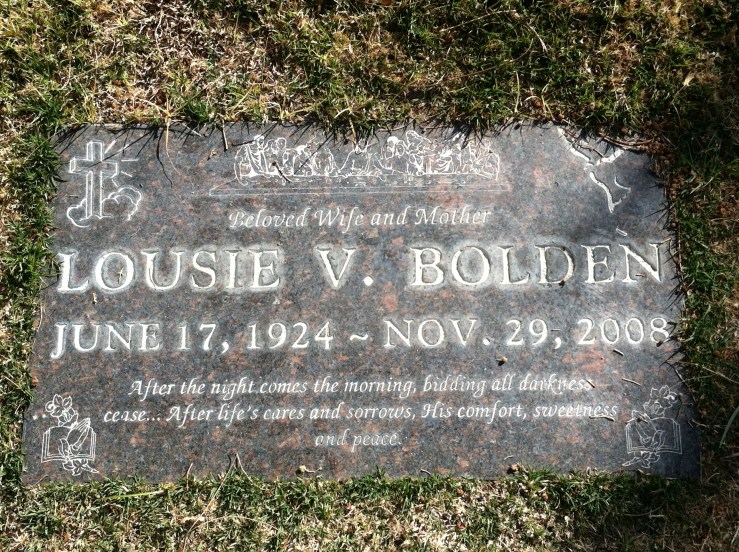 Beloved Wife and Mother
LOUSIE V. BOLDEN
JUNE 17, 1924 ~ NOV. 29, 2008
After the night comes the morning, bidding all darkness
cease... After life's cares and sorrows, His comfort, sweetness
and peace.